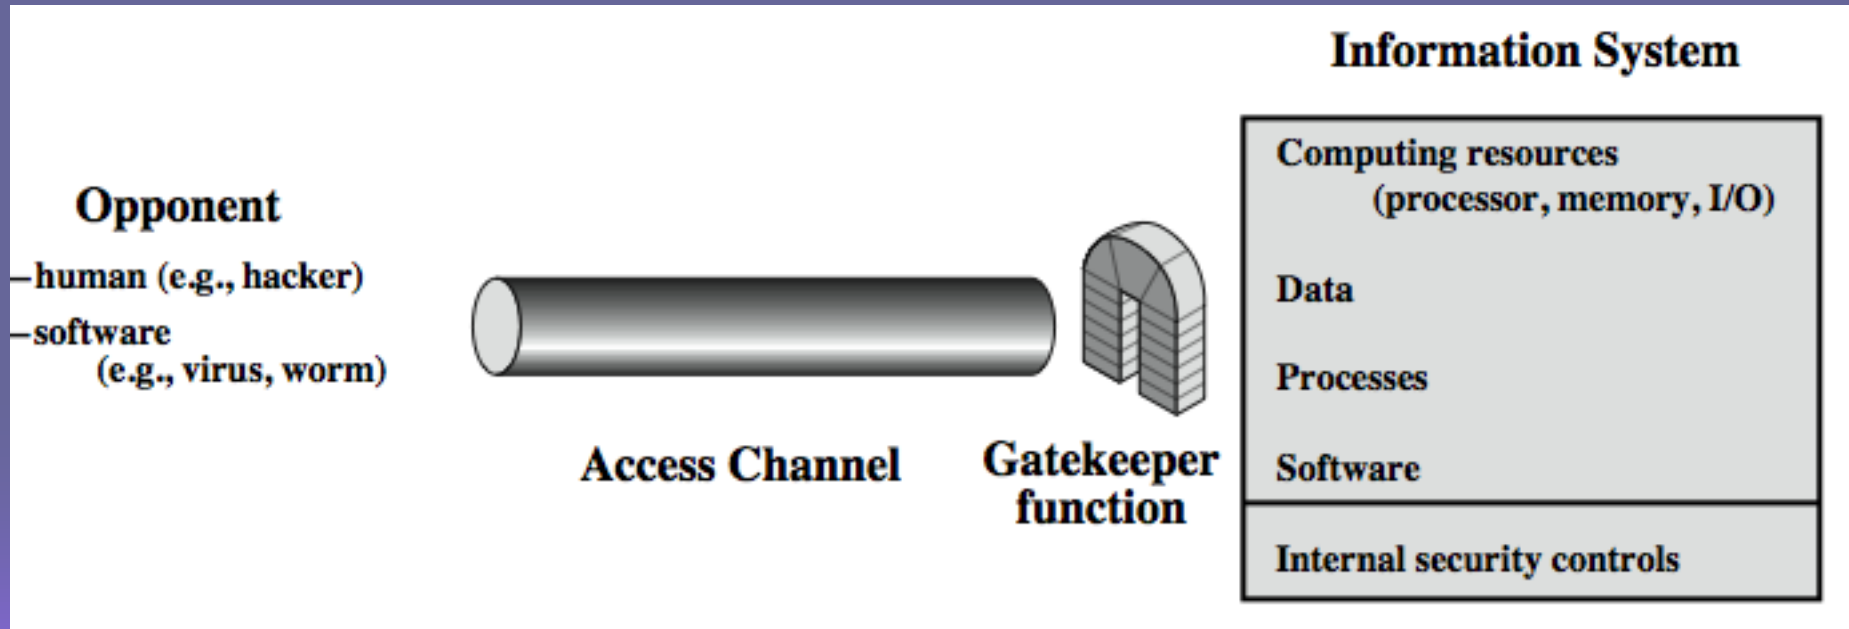 Information System
Computing resources
(processor, memory, I/O)
Data
Processes
Software
Internal security controls
Opponent
–human (e.g., hacker)
–software
(e.g., virus, worm)
Access Channel
Gatekeeper
function